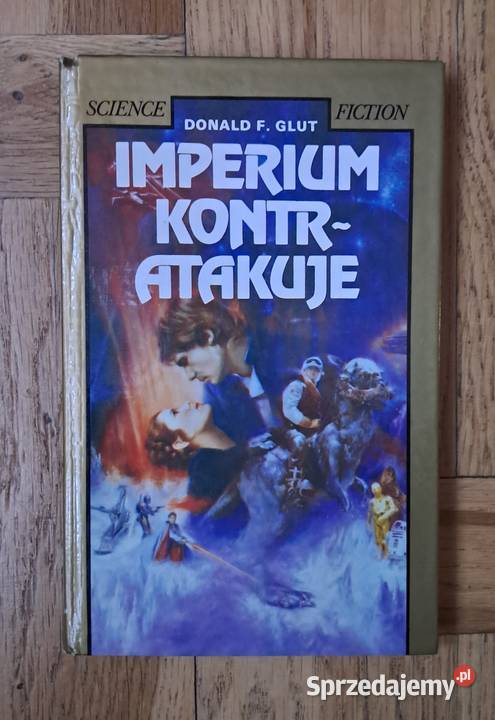 SCIENCE FICTION
DONALD F. GLUT
IMPERIUM
KONTR-
ATAKUJE
Sprzedajemy.pl